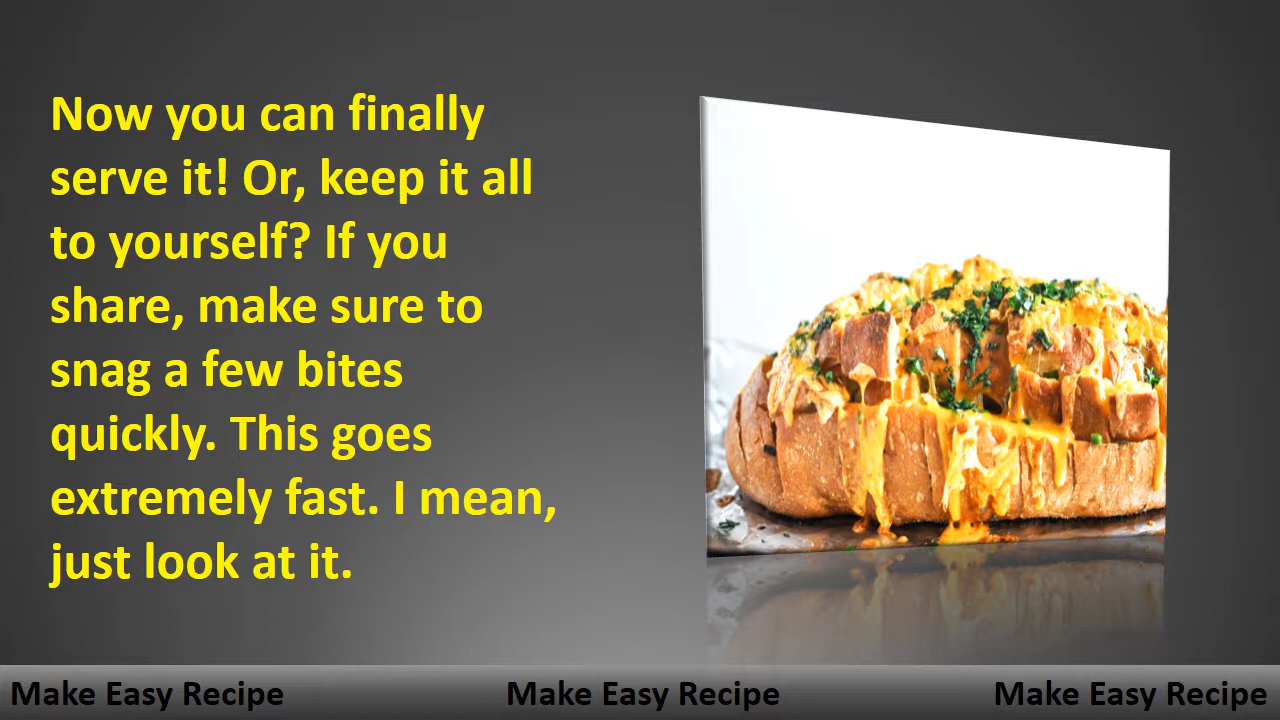 Now you can finally
serve it! Or, keep it all
to yourself? If you
share, make sure to
snag a few bites
quickly. This goes
extremely fast. I mean,
just look at it.
Make Easy Recipe Make Easy Recipe Make Easy Recipe